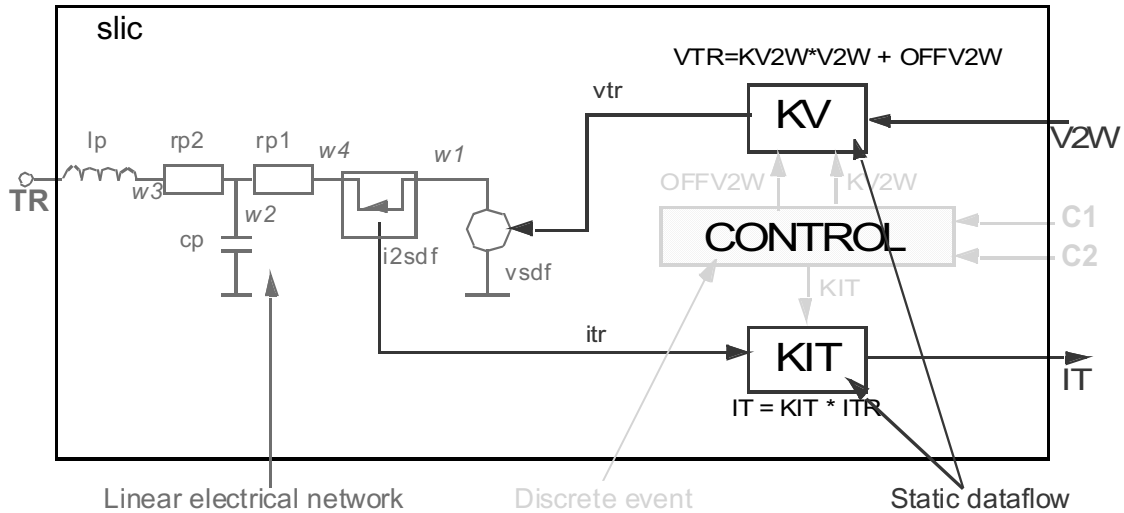 slic
VTR=KV2W*V2W + OFFV2W
vtr
KV
V2W
lp
rp2
rp1
w4
w1
TR
w3
w2
OFFV2W
KV2W
CONTROL
C1
C2
cp
i2sdf
vsdf
KIT
itr
KIT
IT
IT = KIT * ITR
Linear electrical network
Discrete event
Static dataflow